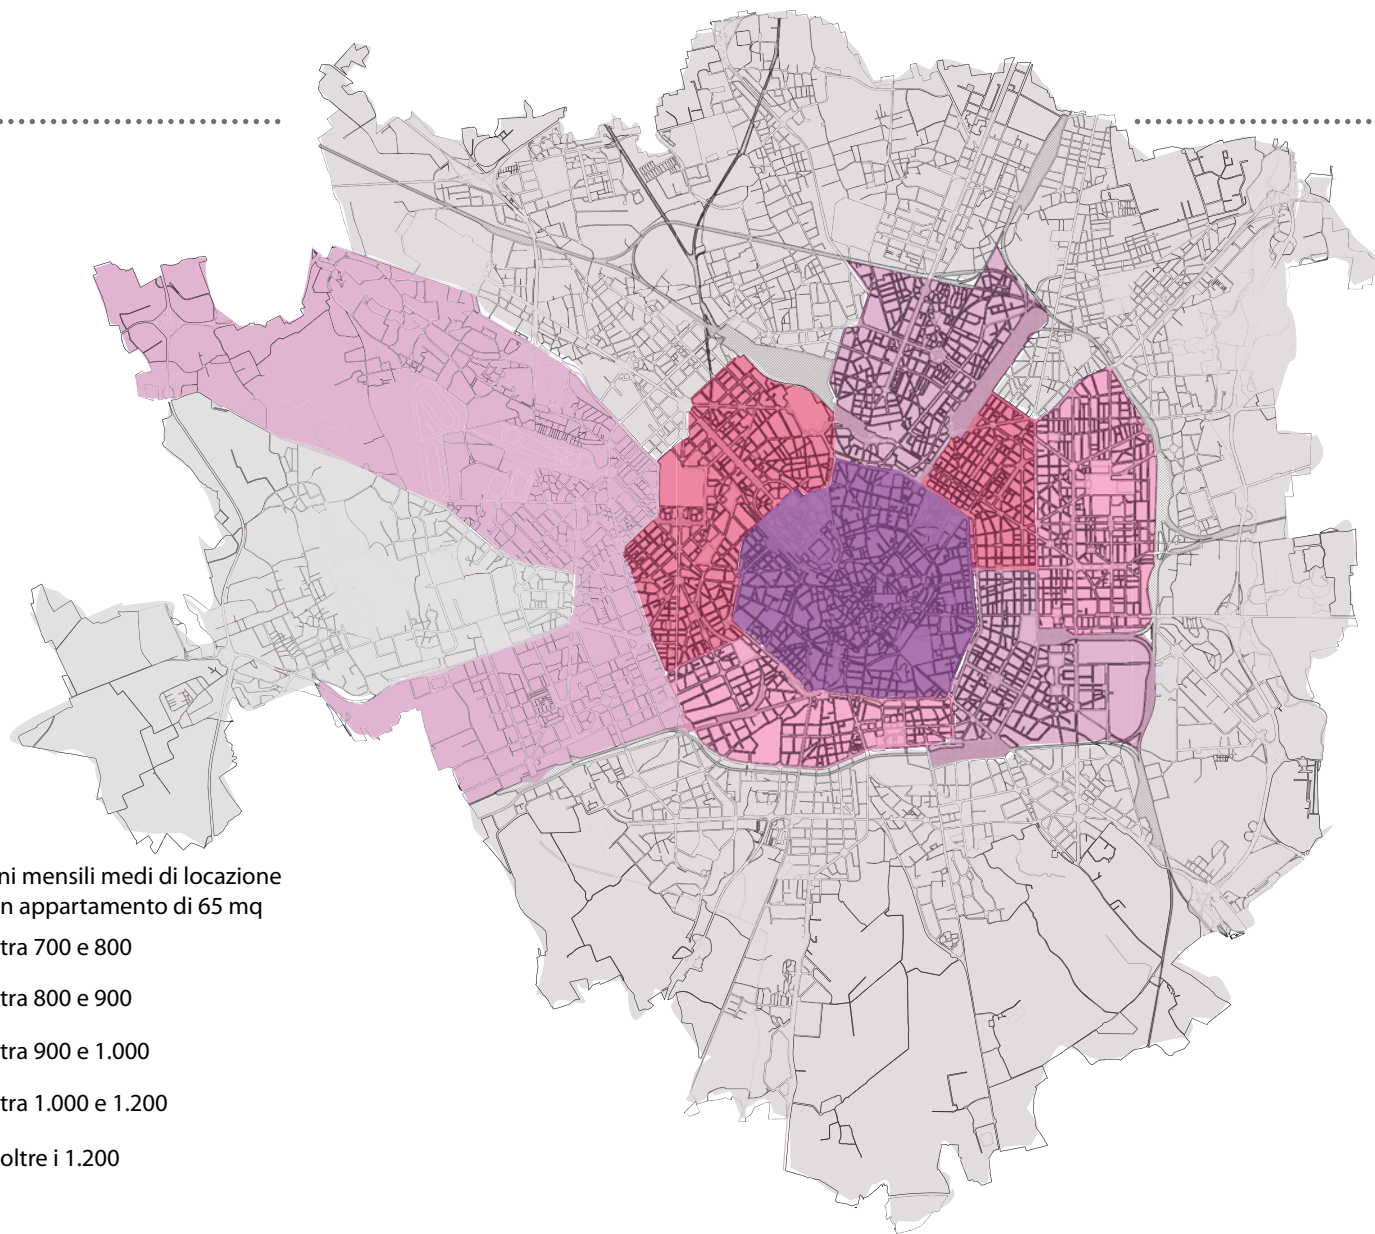 ni mensili medi di locazione
n appartamento di 65 mq
tra 700 e 800
tra 800 e 900
tra 900 e 1.000
tra 1.000 e 1.200
oltre i 1.200